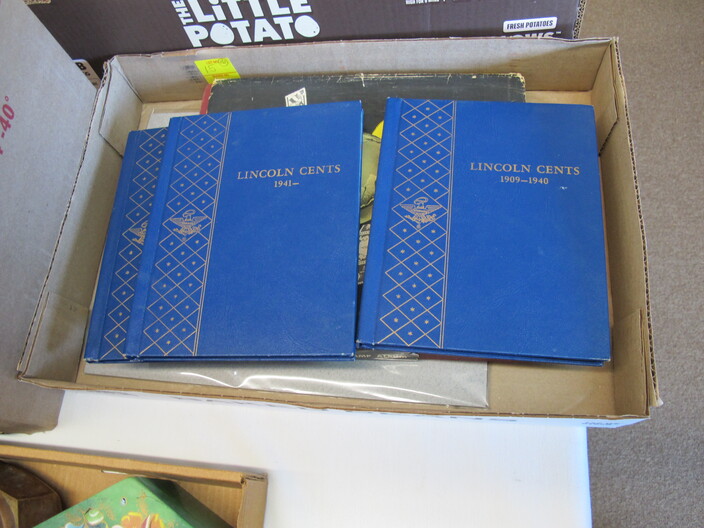 THE
LITTLE
POTATO
FRESH POTATOES
LINCOLN CENTS
1941–
LINCOLN CENTS
1909–1940